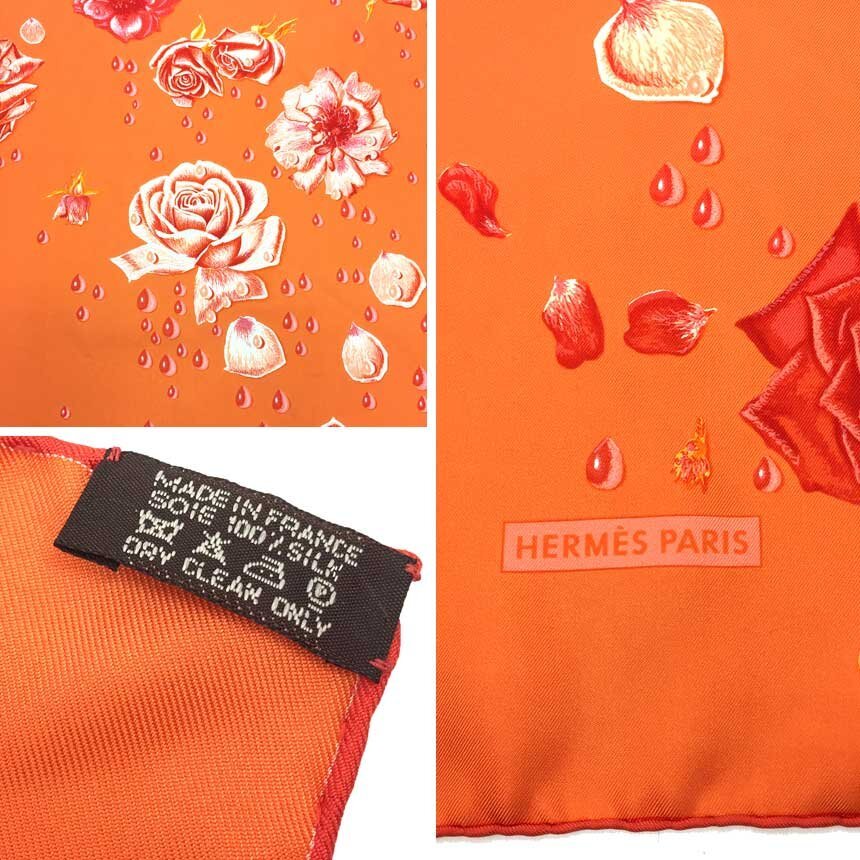 HERMÈS PARIS
MADE IN FRANCE
SOIE 100% SILK
P
DRY CLEAN ONLY